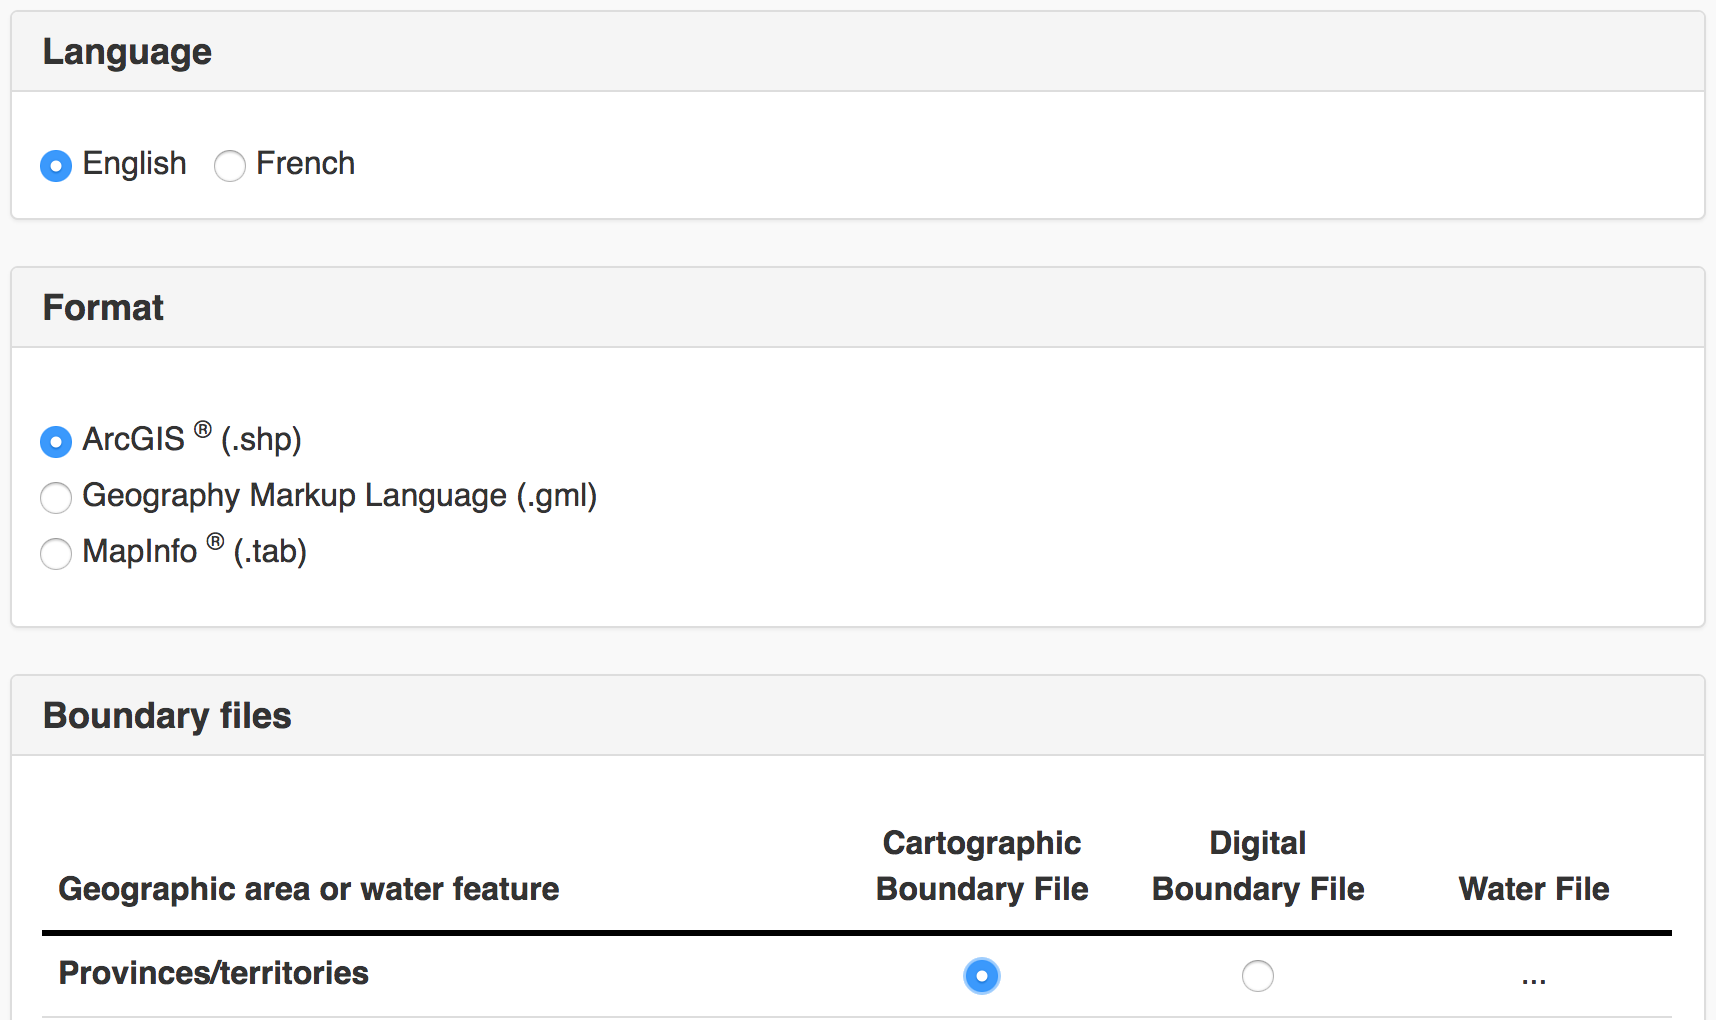 Language
English French
Format
ArcGIS ® (.shp)
Geography Markup Language (.gml)
MapInfo ® (.tab)
Boundary files
Geographic area or water feature Cartographic Boundary File Digital Boundary File Water File
Provinces/territories ...